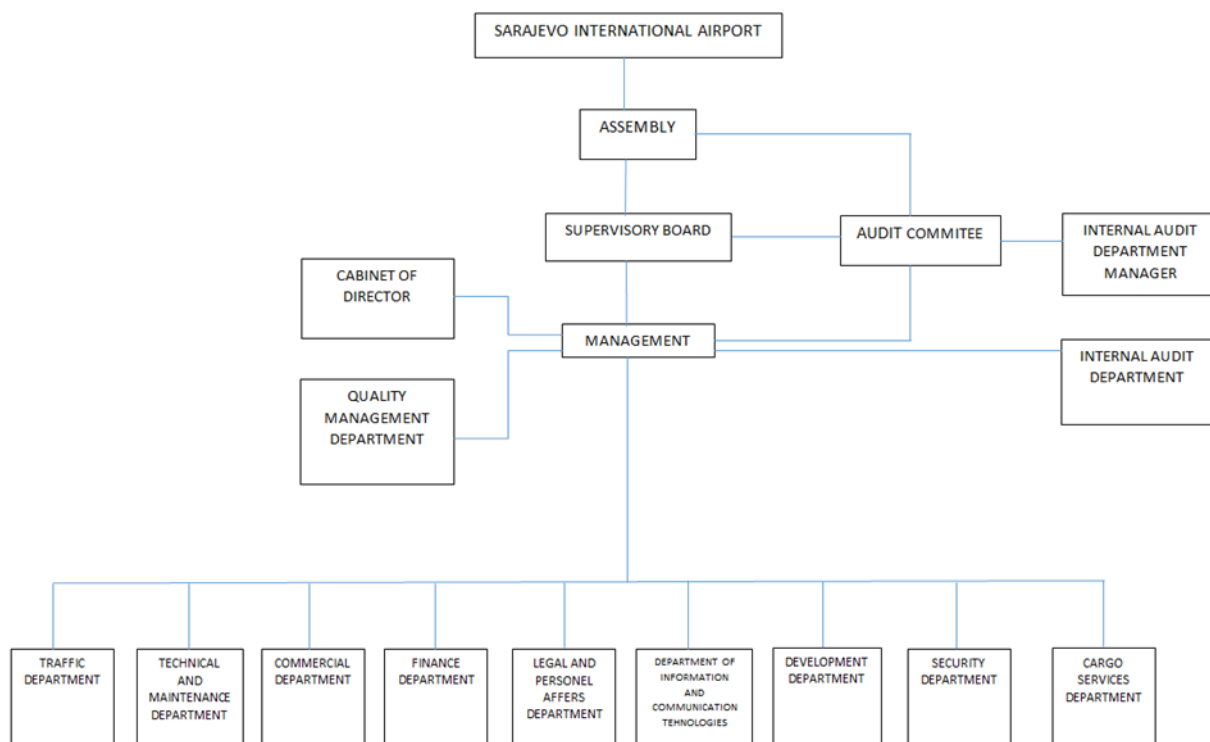 SARAJEVO INTERNATIONAL AIRPORT
ASSEMBLY
SUPERVISORY BOARD
AUDIT COMMITEE
INTERNAL AUDIT
DEPARTMENT
MANAGER
CABINET OF
DIRECTOR
MANAGEMENT
INTERNAL AUDIT
DEPARTMENT
QUALITY
MANAGEMENT
DEPARTMENT
TRAFFIC
DEPARTMENT
TECHNICAL
AND
MAINTENANCE
DEPARTMENT
COMMERCIAL
DEPARTMENT
FINANCE
DEPARTMENT
LEGAL AND
PERSONEL
AFFERS
DEPARTMENT
DEPARTMENT OF
INFORMATION
AND
COMMUNICATION
TEHNOLOGIES
DEVELOPMENT
DEPARTMENT
SECURITY
DEPARTMENT
CARGO
SERVICES
DEPARTMENT